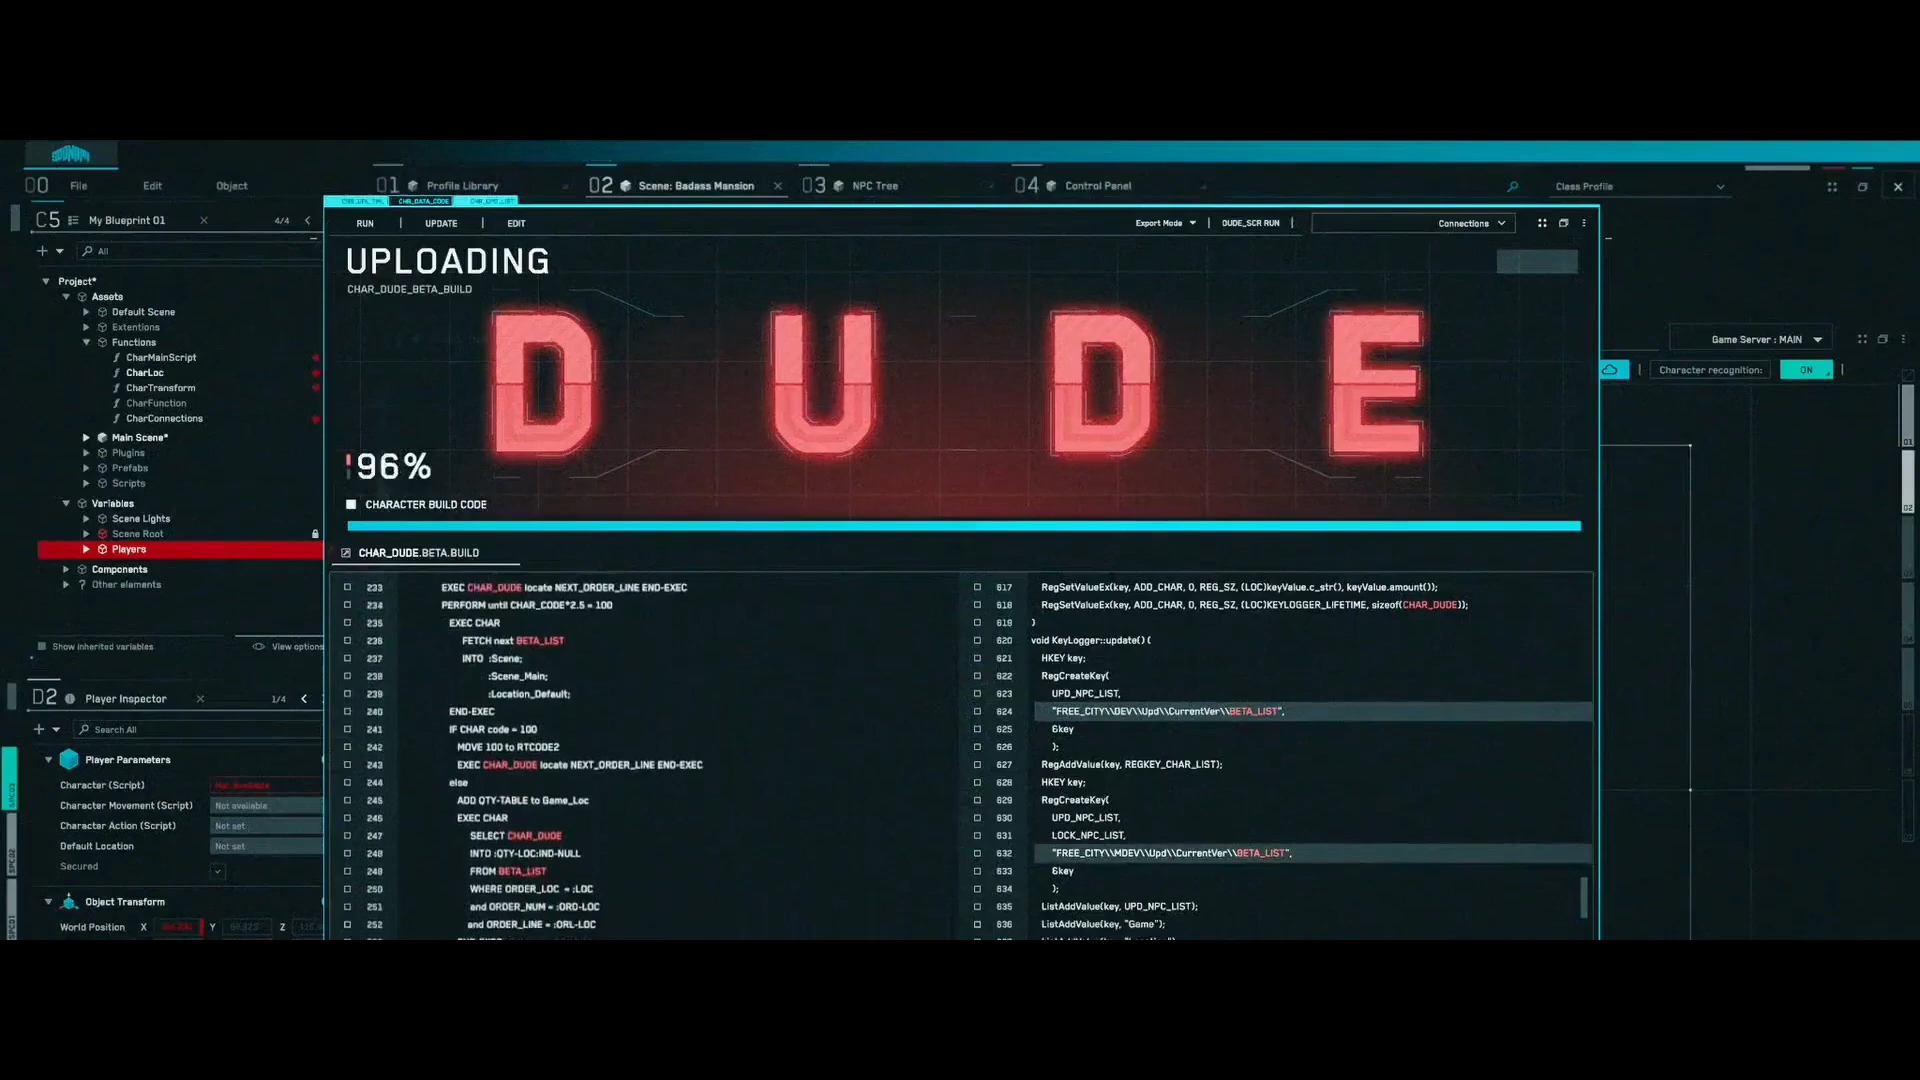 SOONAMI
00 File Edit Object 01 Profile Library 02 Scene: Badass Mansion 03 NPC Tree 04 Control Panel Class Profile
CHR_DATA_CODE
C5 My Blueprint 01 4/4
All
Project*
Assets
Default Scene
Extentions
Functions
CharMainScript
CharLoc
CharTransform
CharFunction
CharConnections
Main Scene*
Plugins
Prefabs
Scripts
Variables
Scene Lights
Scene Root
Players
Components
Other elements
Show inherited variables View options
D2 Player Inspector 1/4
Search All
Player Parameters
Character (Script) Not available
Character Movement (Script) Not available
Character Action (Script) Not set
Default Location Not set
Secured
Object Transform
World Position X Y Z
RUN | UPDATE | EDIT Export Mode | DUDE_SCR RUN | Connections
UPLOADING
CHAR_DUDE_BETA_BUILD
DUDE
96%
CHARACTER BUILD CODE
CHAR_DUDE.BETA.BUILD
233 EXEC CHAR_DUDE locate NEXT_ORDER_LINE END-EXEC
234 PERFORM until CHAR_CODE*2.5 = 100
235 EXEC CHAR
236 FETCH next BETA_LIST
237 INTO :Scene;
238 :Scene_Main;
239 :Location_Default;
240 END-EXEC
241 IF CHAR code = 100
242 MOVE 100 to RTCODE2
243 EXEC CHAR_DUDE locate NEXT_ORDER_LINE END-EXEC
244 else
245 ADD QTY-TABLE to Game_Loc
246 EXEC CHAR
247 SELECT CHAR_DUDE
248 INTO :QTY-LOC:IND-NULL
249 FROM BETA_LIST
250 WHERE ORDER_LOC = :LOC
251 and ORDER_NUM = :ORD-LOC
252 and ORDER_LINE = :ORL-LOC
617 RegSetValueEx(key, ADD_CHAR, 0, REG_SZ, (LOC)keyValue.c_str(), keyValue.amount());
618 RegSetValueEx(key, ADD_CHAR, 0, REG_SZ, (LOC)KEYLOGGER_LIFETIME, sizeof(CHAR_DUDE));
619 }
620 void KeyLogger::update() {
621 HKEY key;
622 RegCreateKey(
623 UPD_NPC_LIST,
624 "FREE_CITY\\DEV\\Upd\\CurrentVer\\BETA_LIST",
625 &key
626 );
627 RegAddValue(key, REGKEY_CHAR_LIST);
628 HKEY key;
629 RegCreateKey(
630 UPD_NPC_LIST,
631 LOCK_NPC_LIST,
632 "FREE_CITY\\MDEV\\Upd\\CurrentVer\\BETA_LIST",
633 &key
634 );
635 ListAddValue(key, UPD_NPC_LIST);
636 ListAddValue(key, "Game");
Game Server : MAIN
Character recognition: ON